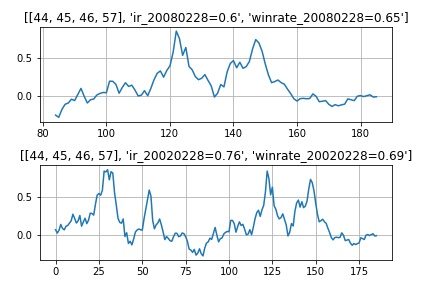 [[44, 45, 46, 57], 'ir_20080228=0.6', 'winrate_20080228=0.65']
0.5
0.0
80 100 120 140 160 180
[[44, 45, 46, 57], 'ir_20020228=0.76', 'winrate_20020228=0.69']
0.5
0.0
0 25 50 75 100 125 150 175